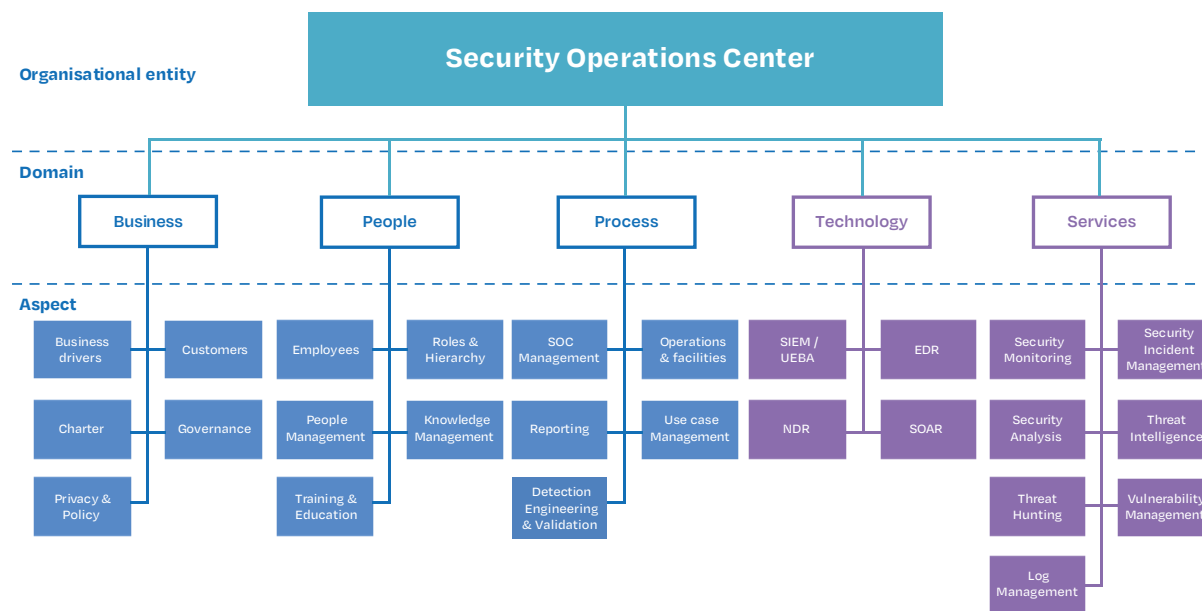 Security Operations Center
Organisational entity
Domain
Business
People
Process
Technology
Services
Aspect
Business
drivers
Customers
Employees
Roles &
Hierarchy
SOC
Management
Operations
& facilities
SIEM /
UEBA
EDR
Security
Monitoring
Security
Incident
Management
Charter
Governance
People
Management
Knowledge
Management
Reporting
Use case
Management
NDR
SOAR
Security
Analysis
Threat
Intelligence
Privacy &
Policy
Training &
Education
Detection
Engineering
& Validation
Threat
Hunting
Vulnerability
Management
Log
Management